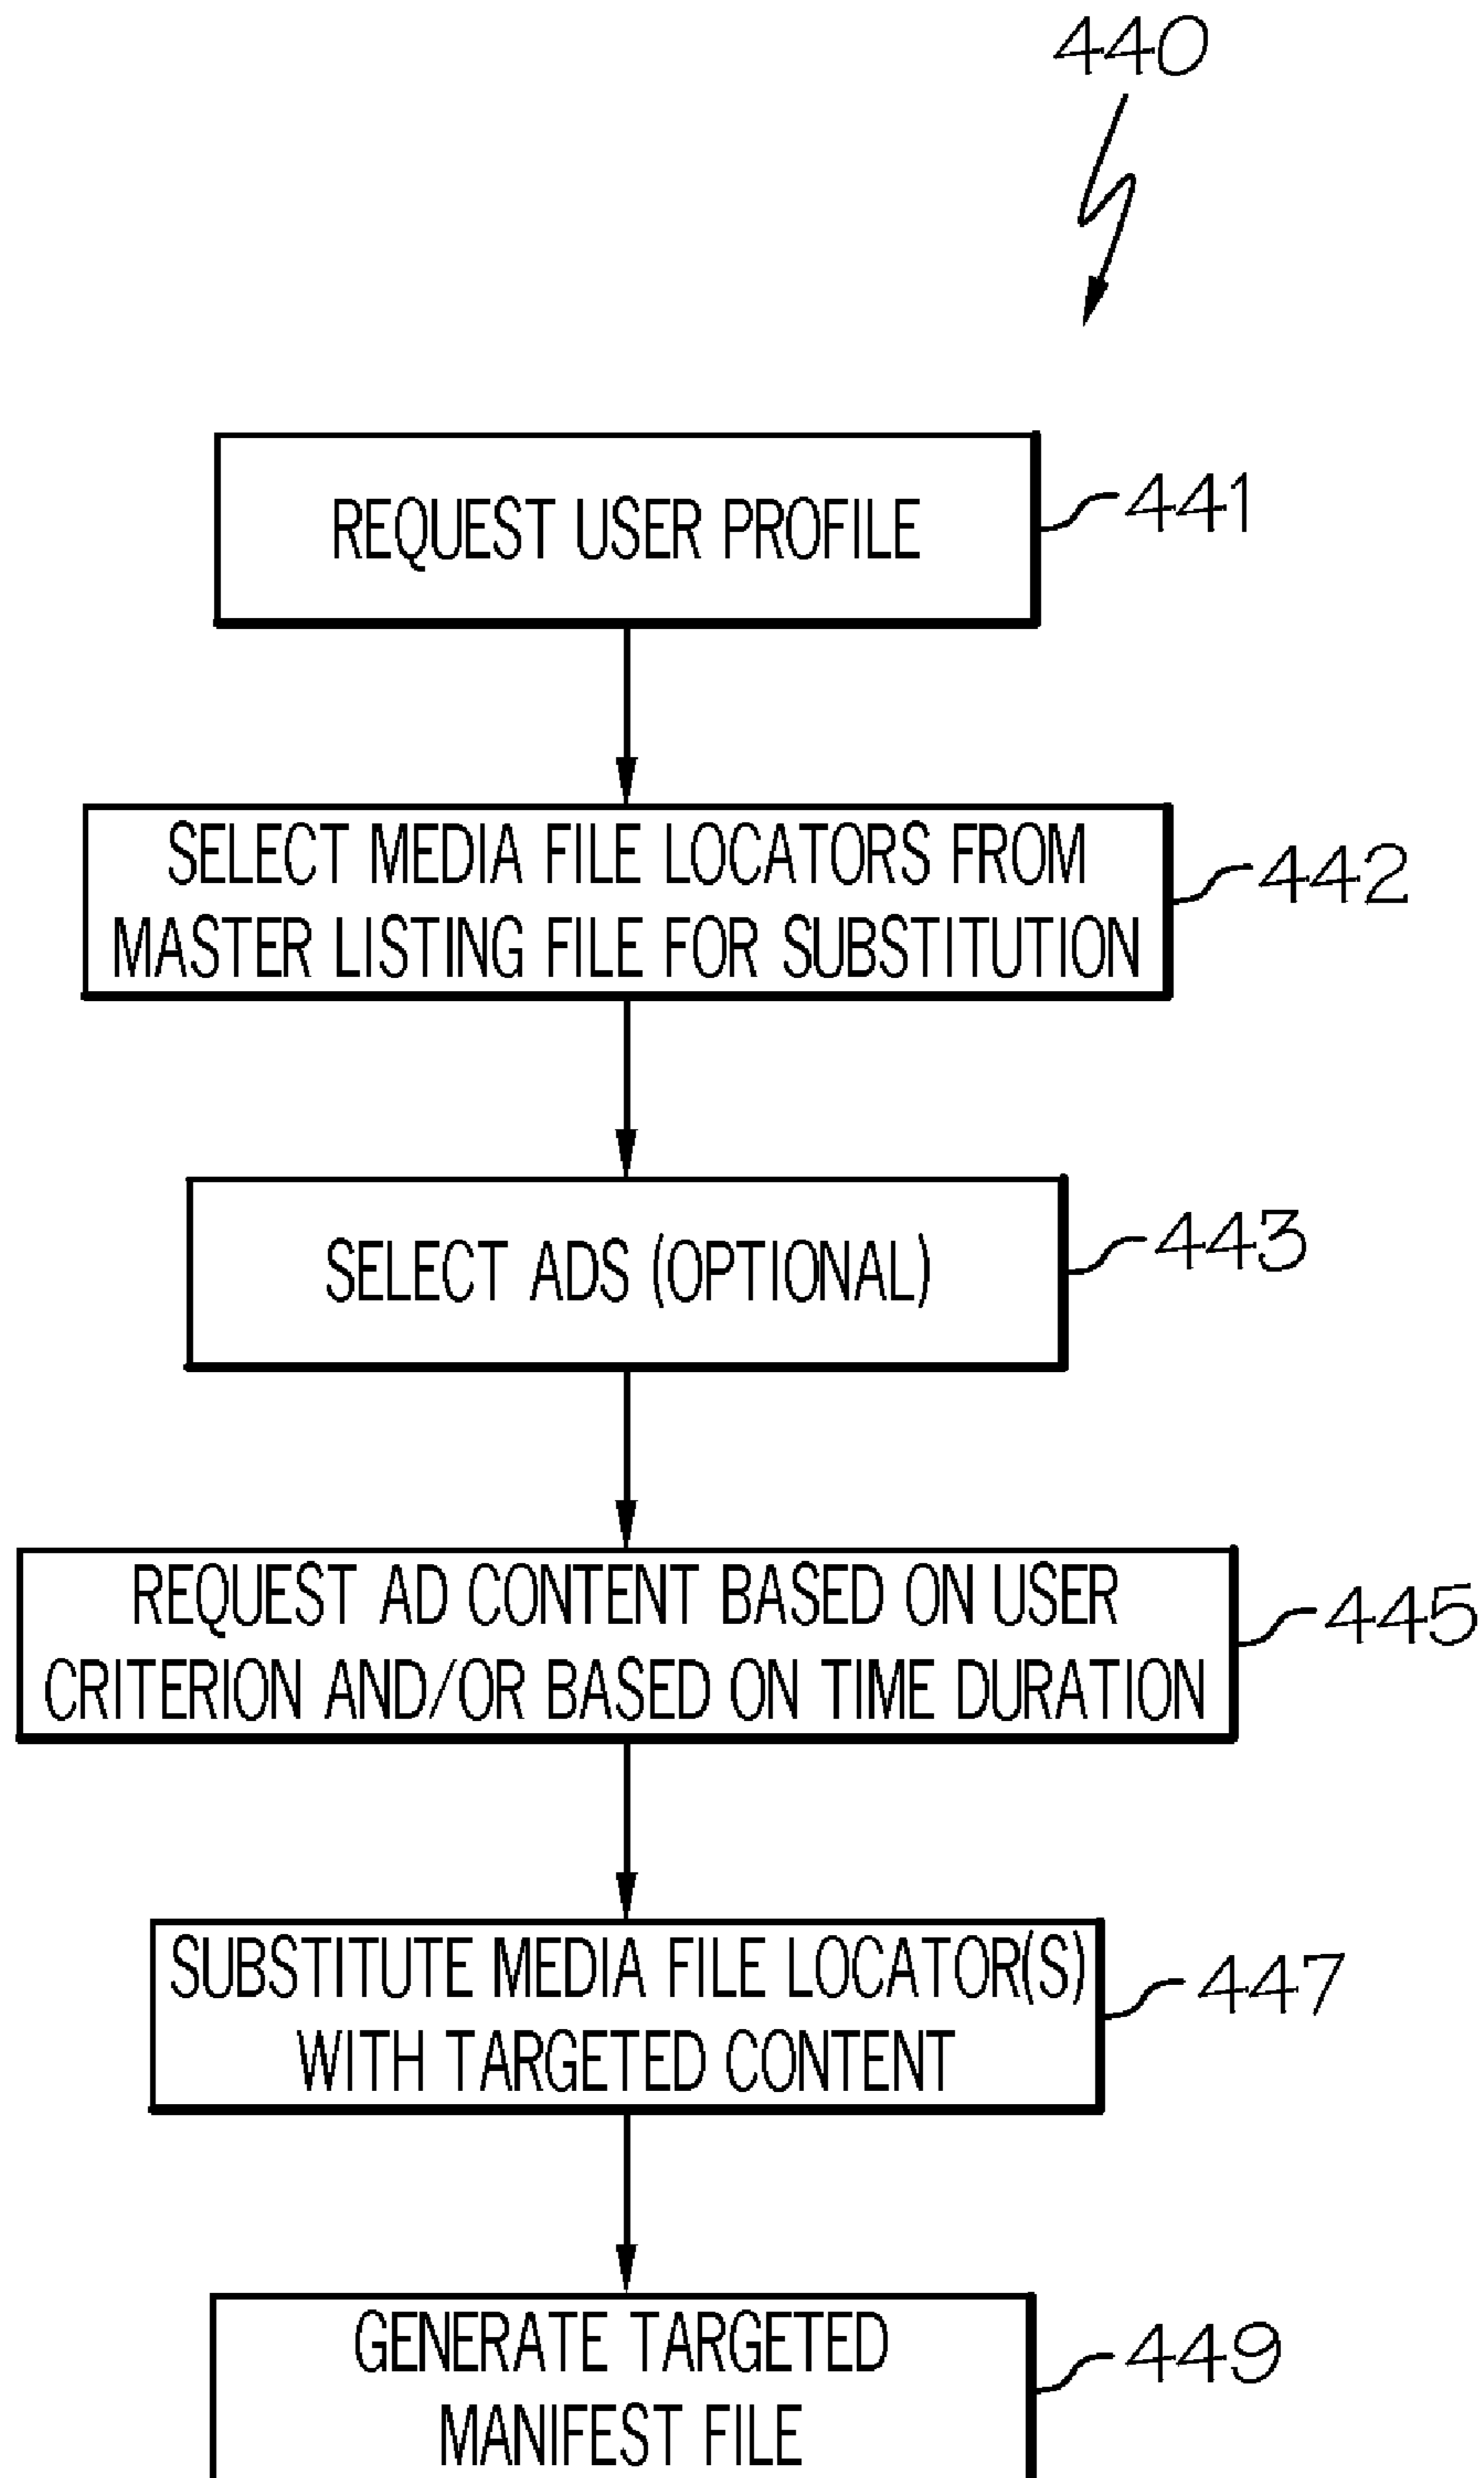 440
REQUEST USER PROFILE
441
SELECT MEDIA FILE LOCATORS FROM
MASTER LISTING FILE FOR SUBSTITUTION
442
SELECT ADS (OPTIONAL)
443
REQUEST AD CONTENT BASED ON USER
CRITERION AND/OR BASED ON TIME DURATION
445
SUBSTITUTE MEDIA FILE LOCATOR(S)
WITH TARGETED CONTENT
447
GENERATE TARGETED
MANIFEST FILE
449